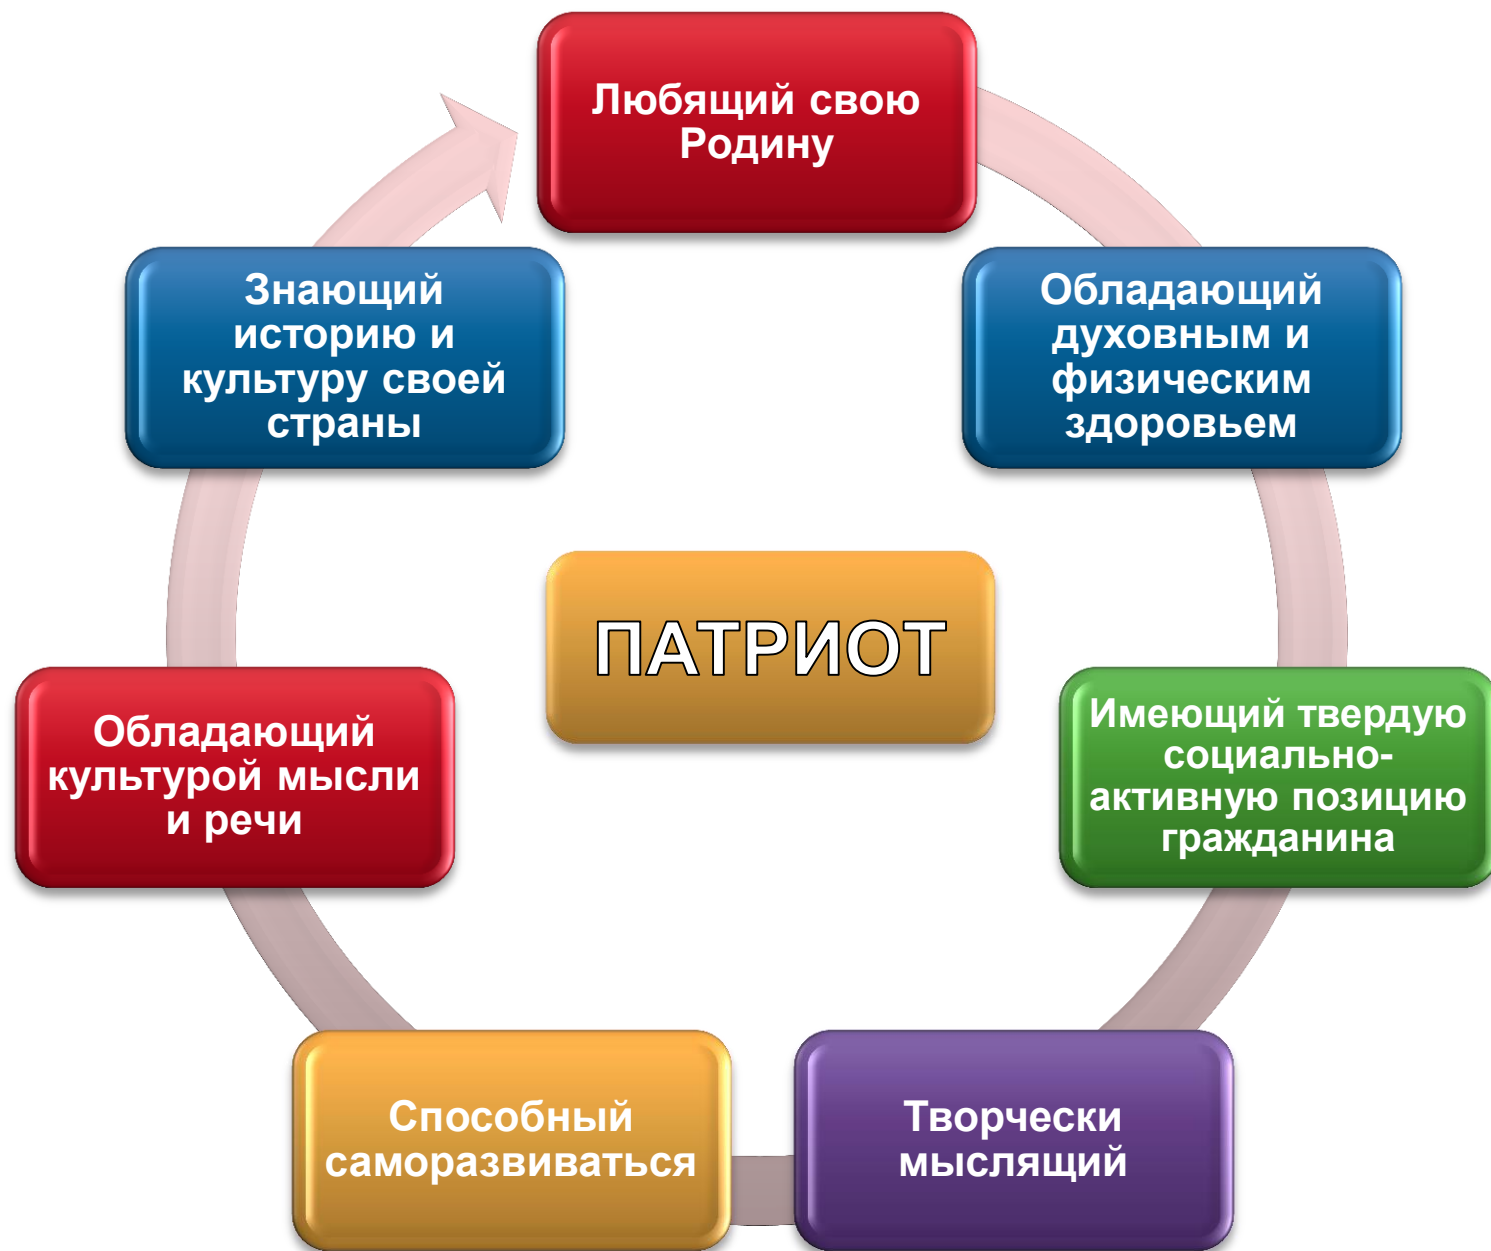 Любящий свою
Родину
Обладающий
духовным и
физическим
здоровьем
Имеющий твердую
социально-
активную позицию
гражданина
Творчески
мыслящий
Способный
саморазвиваться
Обладающий
культурой мысли
и речи
Знающий
историю и
культуру своей
страны
ПАТРИОТ